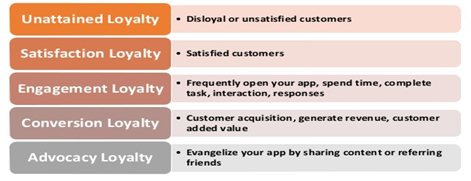 Unattained Loyalty
• Disloyal or unsatisfied customers
Satisfaction Loyalty
• Satisfied customers
Engagement Loyalty
• Frequently open your app, spend time, complete
task, interaction, responses
Conversion Loyalty
• Customer acquisition, generate revenue, customer
added value
Advocacy Loyalty
• Evangelize your app by sharing content or referring
friends